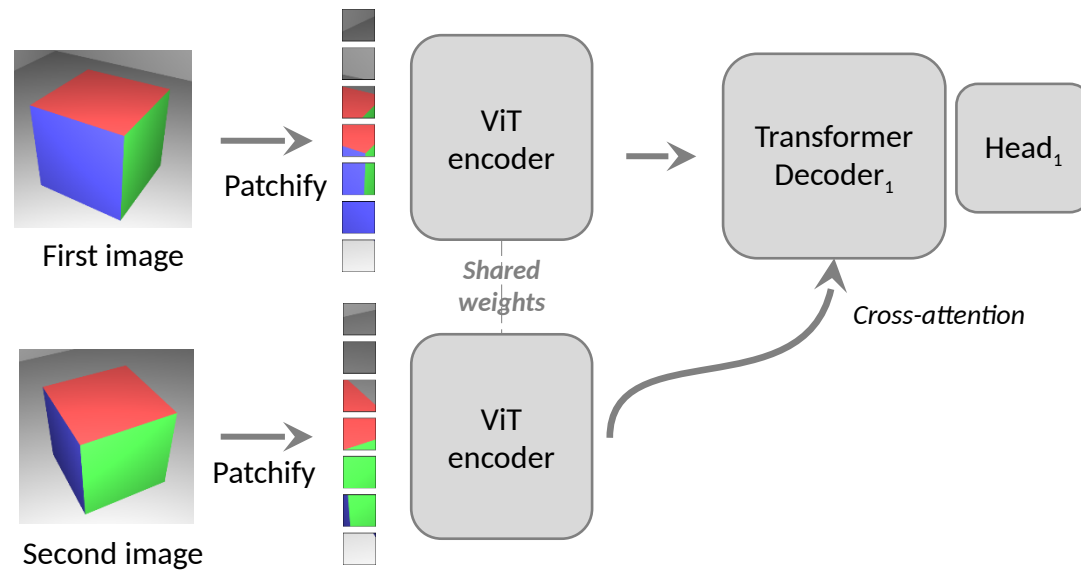 First image
Patchify
ViT
encoder
Shared
weights
Transformer
Decoder₁
Head₁
Cross-attention
Second image
Patchify
ViT
encoder